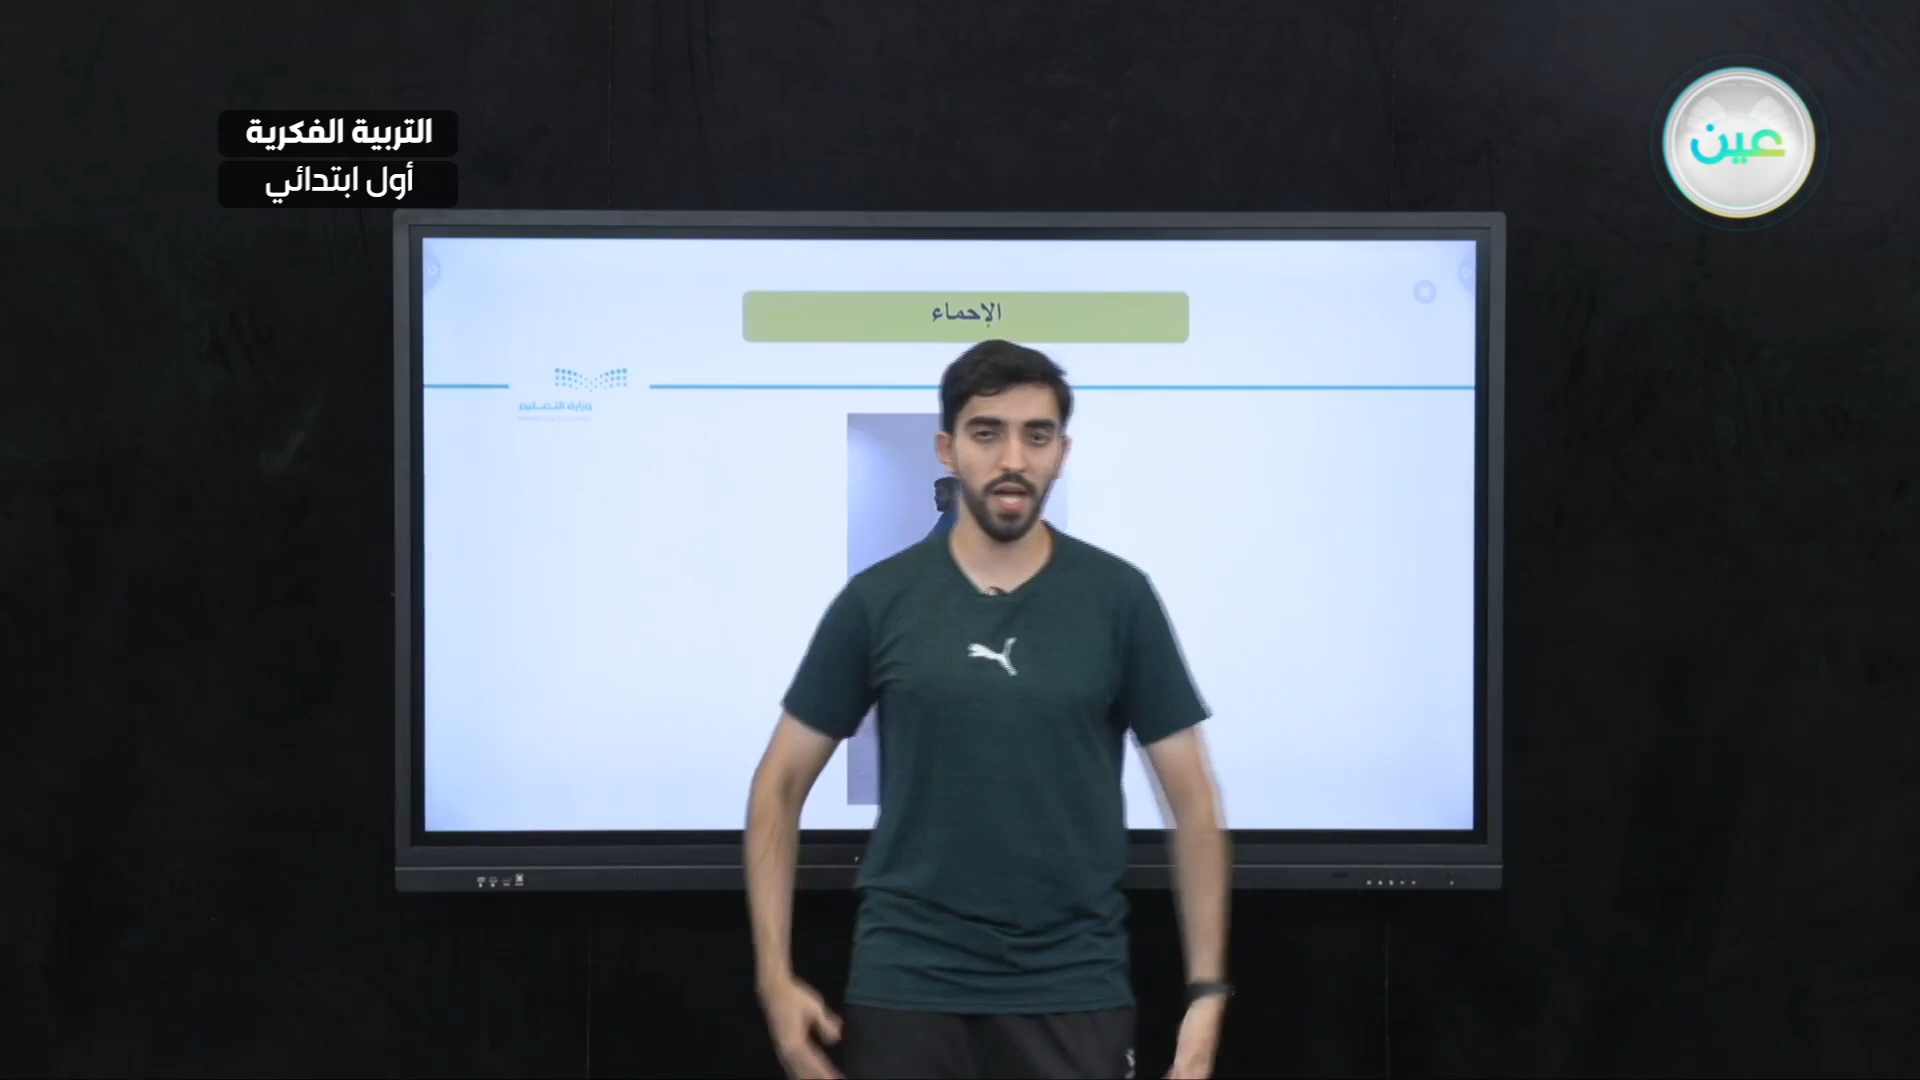 التربية الفكرية
أول ابتدائي
عين
الإحماء
وزارة التعليم